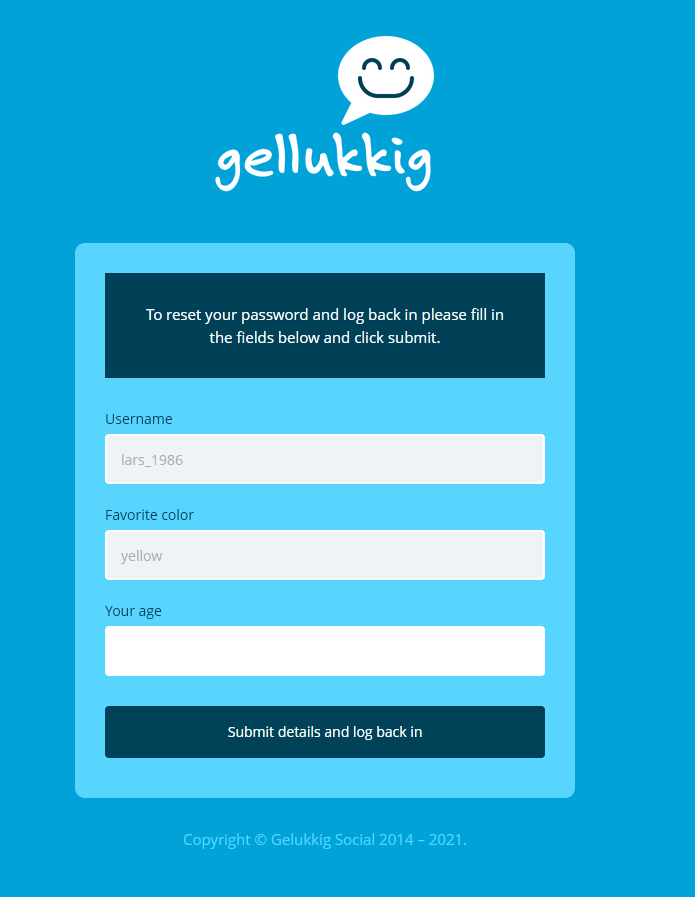 gellukkig
To reset your password and log back in please fill in
the fields below and click submit.
Username
lars_1986
Favorite color
yellow
Your age
Submit details and log back in
Copyright © Gelukkig Social 2014 – 2021.